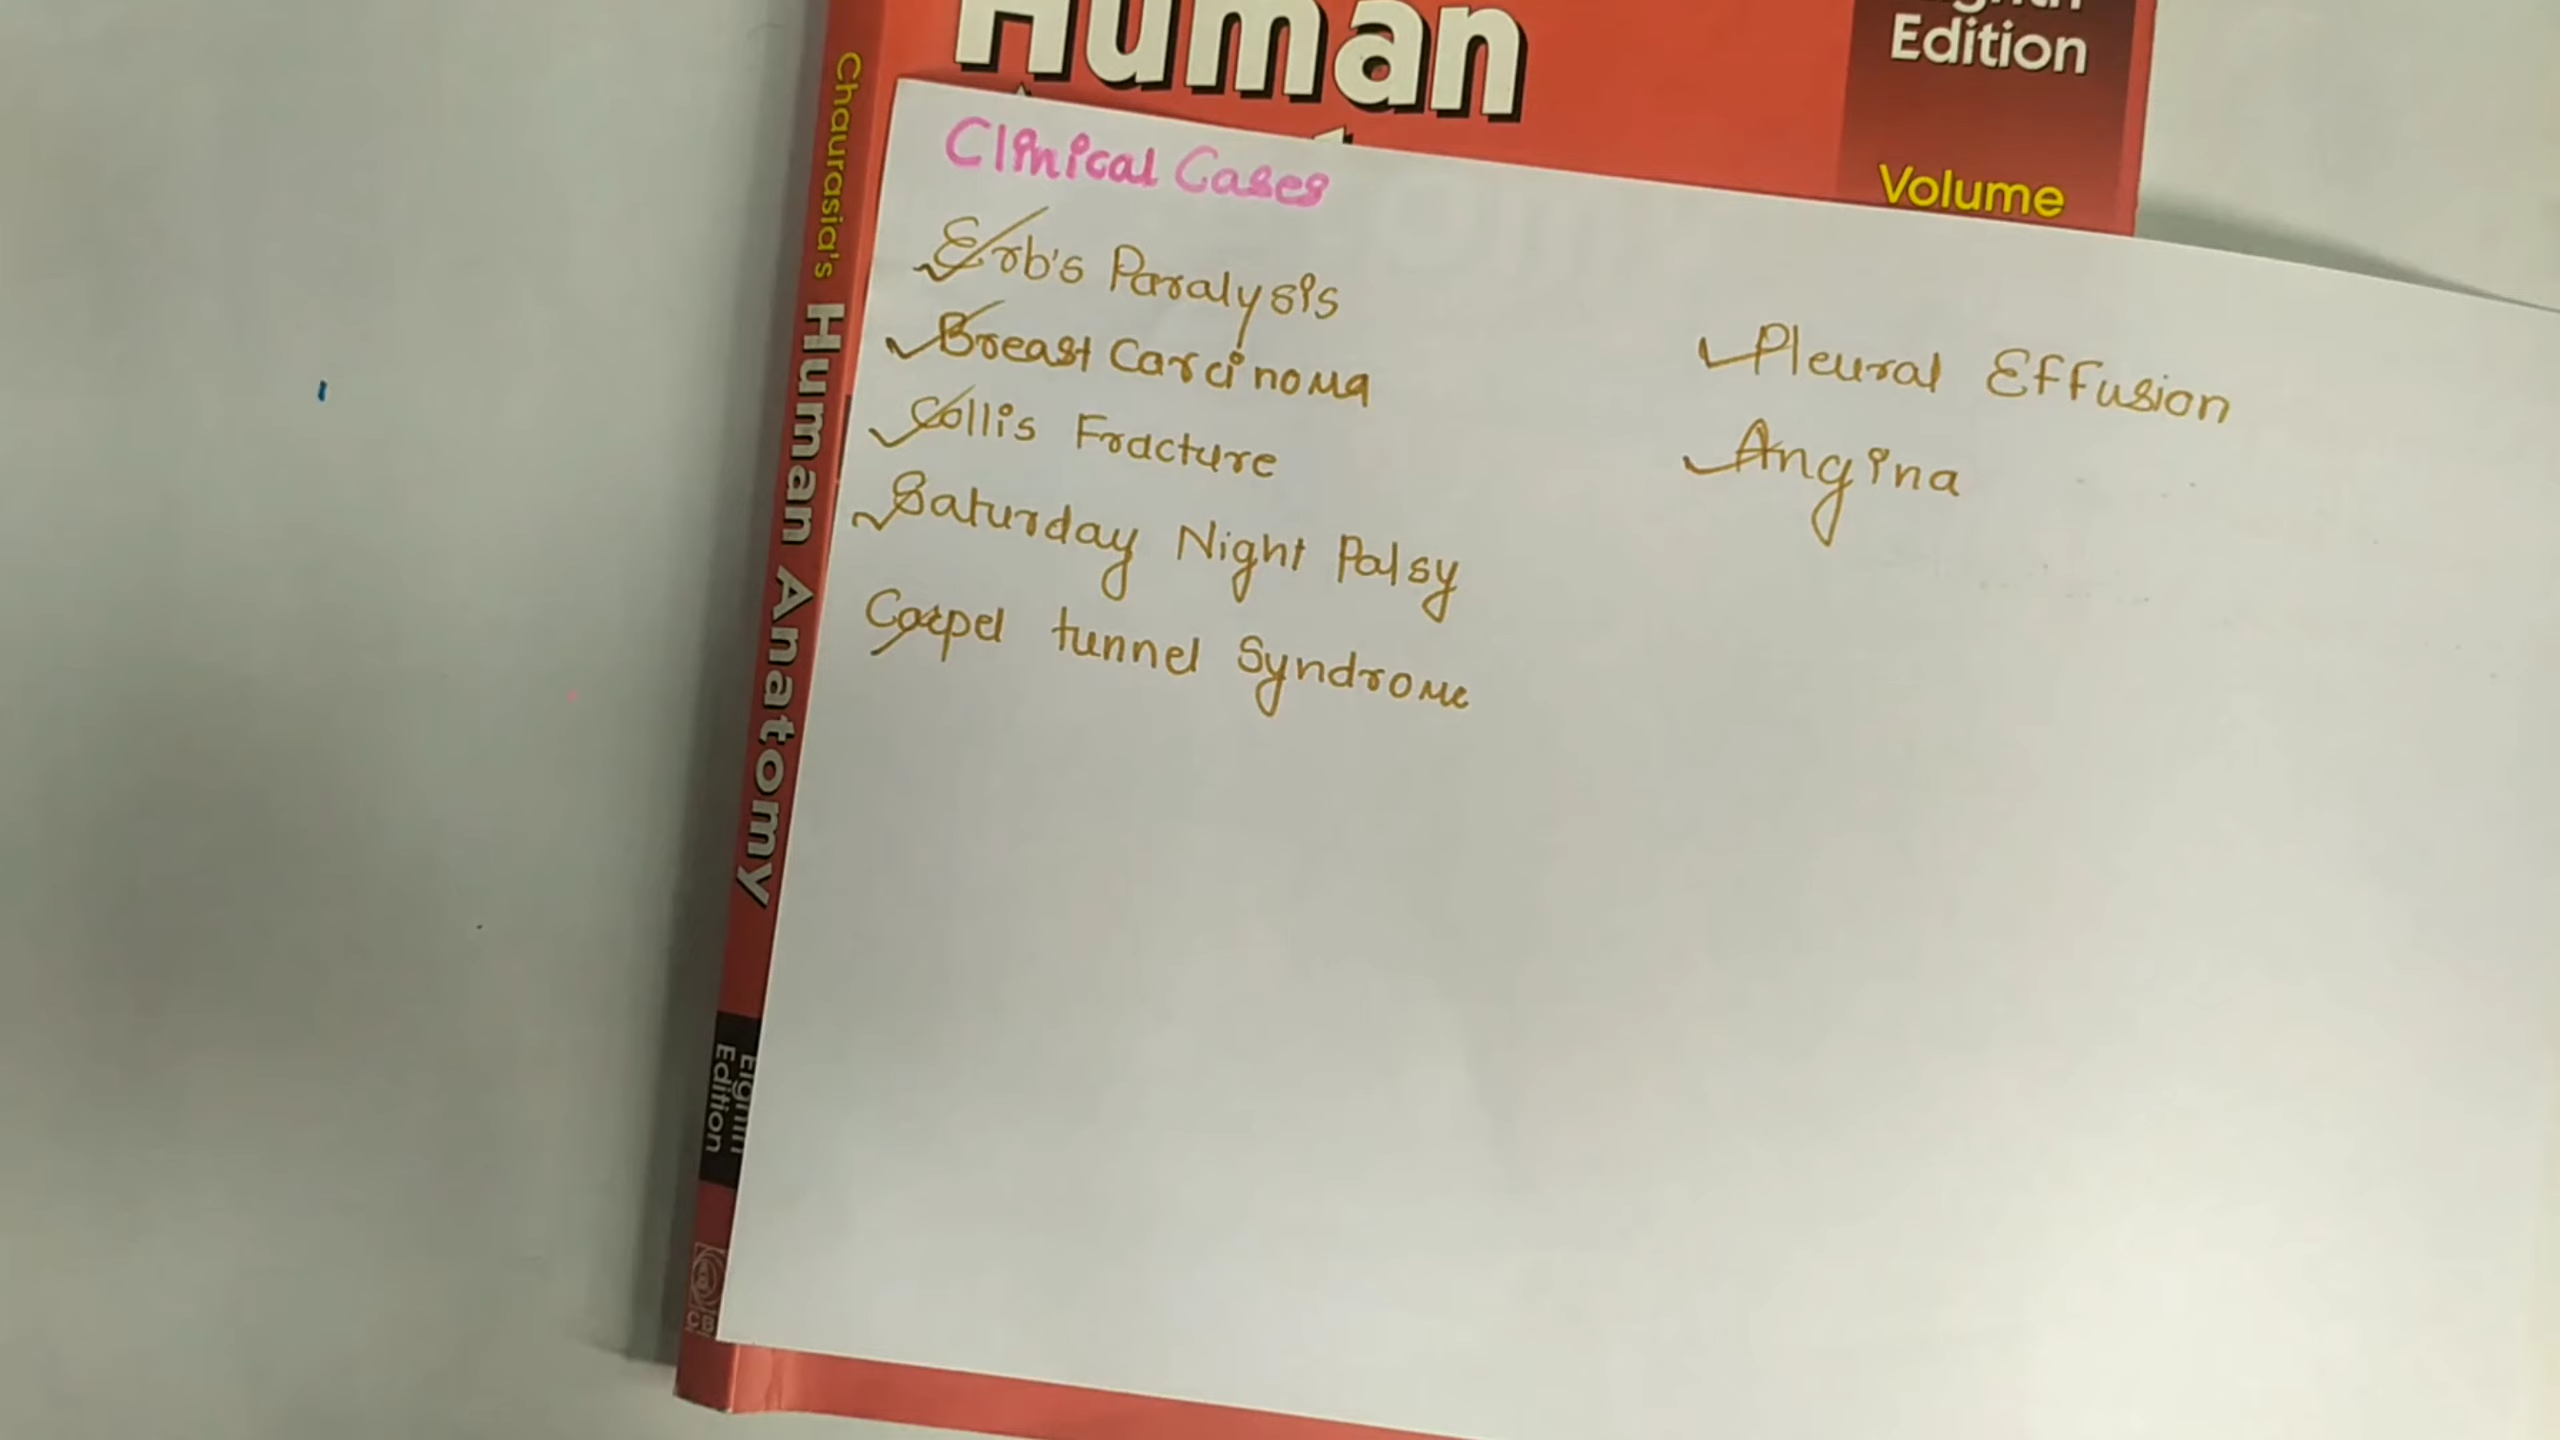 Human
Edition
Volume
Chaurasia's Human Anatomy
Eighth
Edition
CB
Clinical Cases
Erb's Paralysis
Breast Carcinoma
Collis Fracture
Saturday Night Palsy
Carpel tunnel Syndrome
Pleural Effusion
Angina